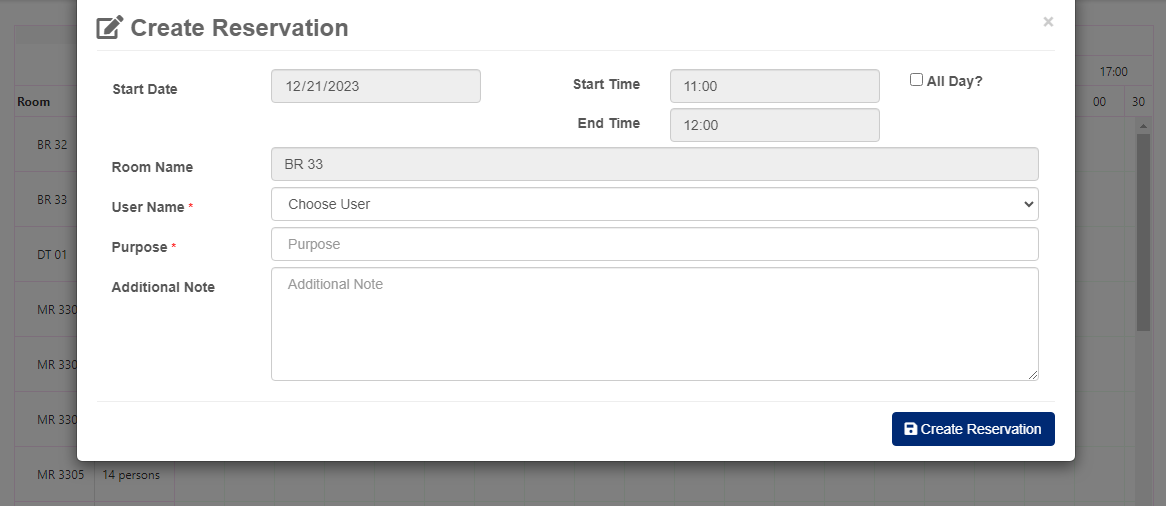 Create Reservation
×
Start Date
12/21/2023
Start Time
11:00
All Day?
End Time
12:00
Room Name
BR 33
User Name *
Choose User
Purpose *
Purpose
Additional Note
Additional Note
Create Reservation
17:00
Room
00
30
BR 32
BR 33
DT 01
MR 330
MR 330
MR 330
MR 3305
14 persons